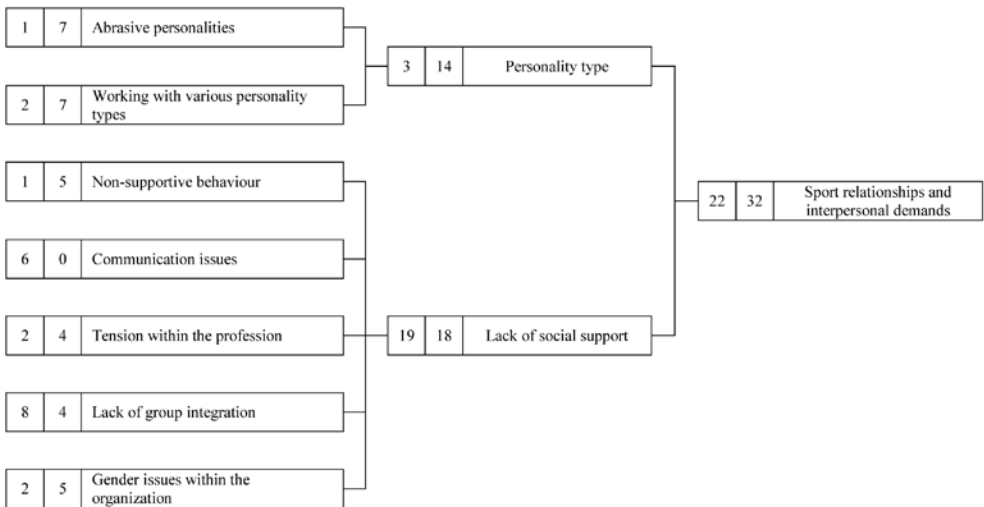 1 7 Abrasive personalities
3 14 Personality type
2 7 Working with various personality
types
1 5 Non-supportive behaviour
22 32 Sport relationships and
interpersonal demands
6 0 Communication issues
2 4 Tension within the profession
19 18 Lack of social support
8 4 Lack of group integration
2 5 Gender issues within the
organization